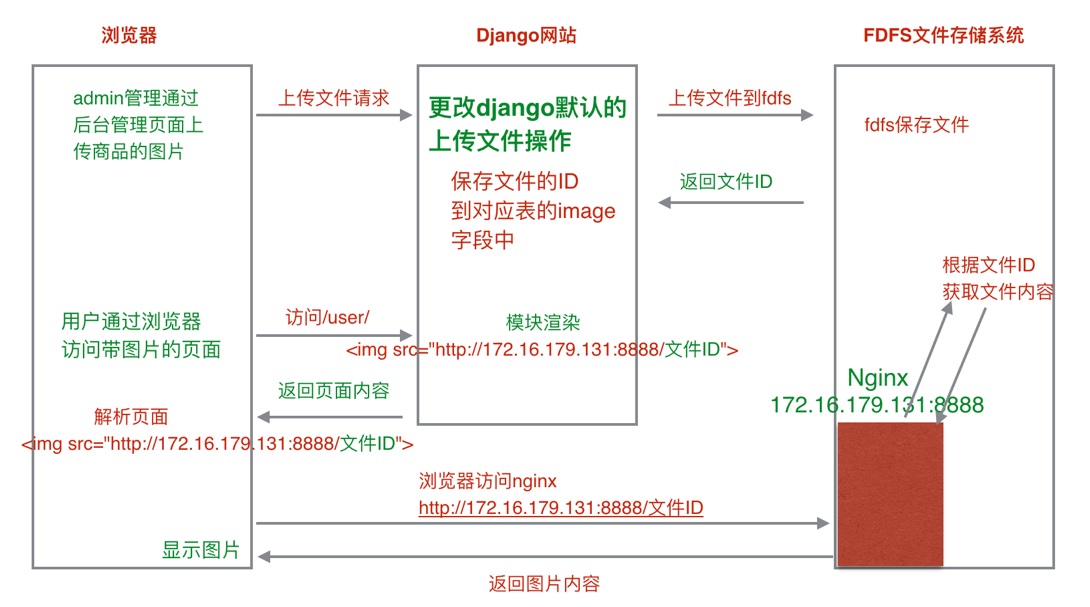 浏览器
Django网站
FDFS文件存储系统
admin管理通过
后台管理页面上
传商品的图片
上传文件请求
更改django默认的
上传文件操作
保存文件的ID
到对应表的image
字段中
上传文件到fdfs
fdfs保存文件
返回文件ID
根据文件ID
获取文件内容
用户通过浏览器
访问带图片的页面
访问/user/
模块渲染
<img src="http://172.16.179.131:8888/文件ID">
返回页面内容
Nginx
172.16.179.131:8888
解析页面
<img src="http://172.16.179.131:8888/文件ID">
浏览器访问nginx
http://172.16.179.131:8888/文件ID
显示图片
返回图片内容